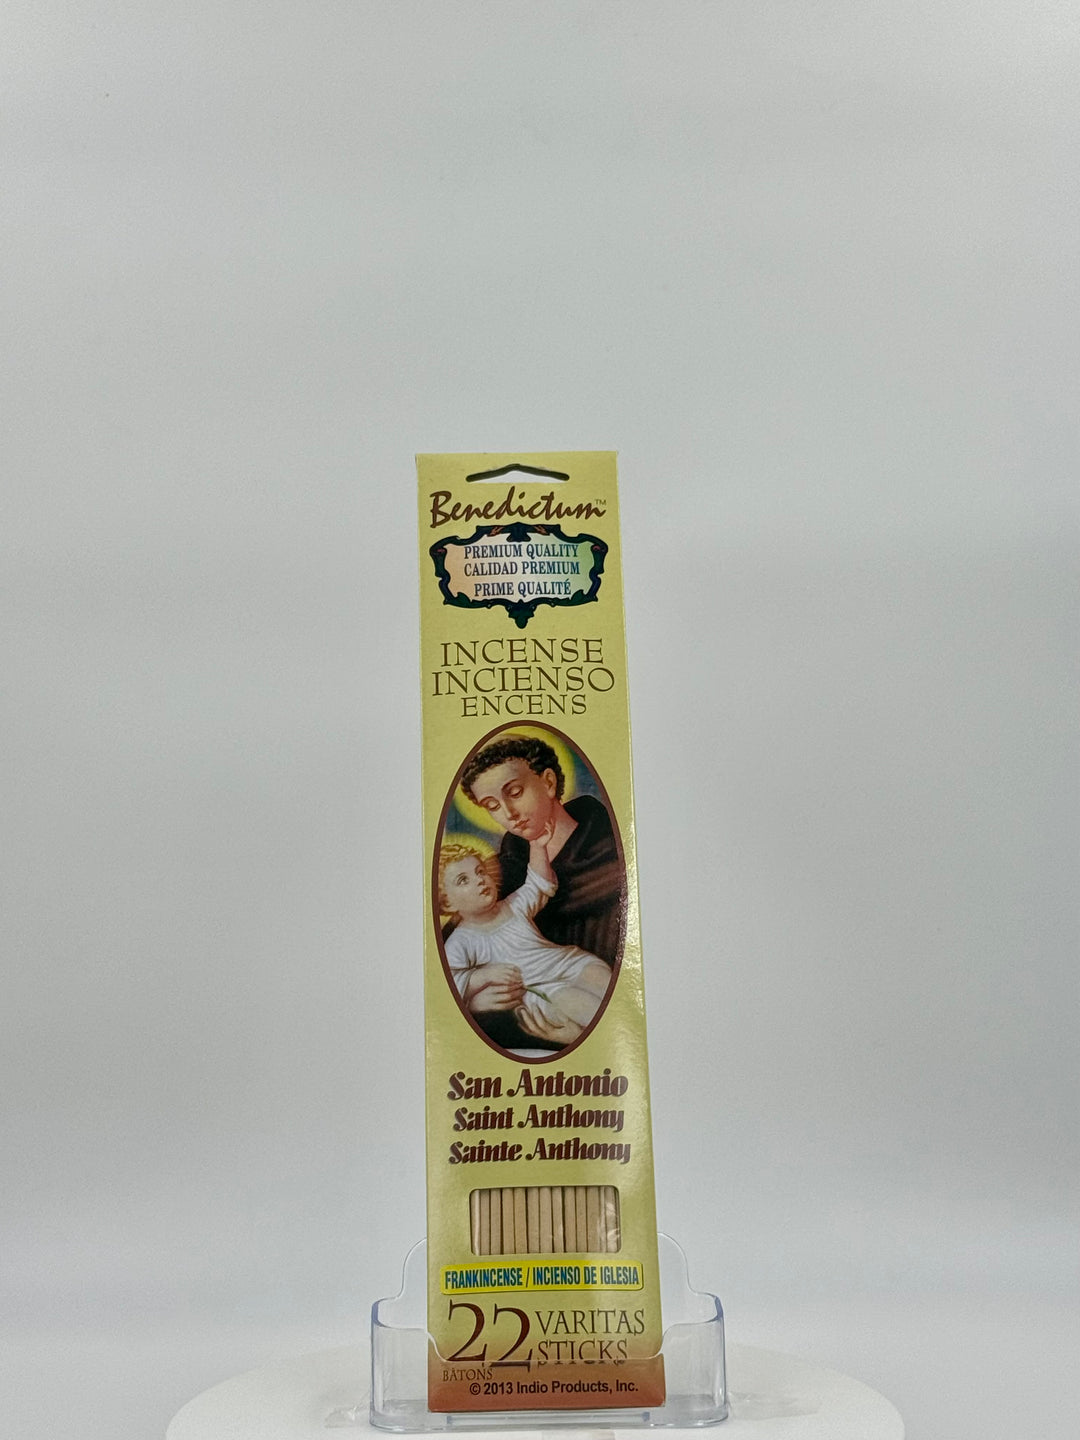 Benedictum™
PREMIUM QUALITY
CALIDAD PREMIUM
PRIME QUALITÉ
INCENSE
INCIENSO
ENCENS
San Antonio
Saint Anthony
Sainte Anthony
FRANKINCENSE / INCIENSO DE IGLESIA
22 VARITAS
STICKS
BÂTONS
© 2013 Indio Products, Inc.